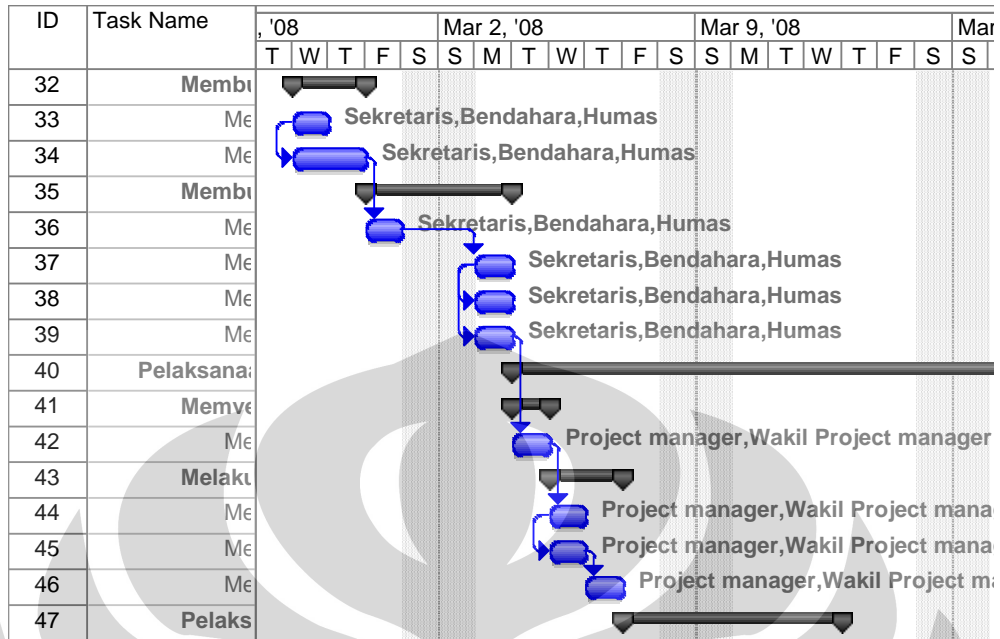 ID Task Name , '08 Mar 2, '08 Mar 9, '08 Mar
T W T F S S M T W T F S S M T W T F S S
32 Membu
33 Me Sekretaris,Bendahara,Humas
34 Me Sekretaris,Bendahara,Humas
35 Membu
36 Me Sekretaris,Bendahara,Humas
37 Me Sekretaris,Bendahara,Humas
38 Me Sekretaris,Bendahara,Humas
39 Me Sekretaris,Bendahara,Humas
40 Pelaksanaa
41 Memve
42 Me Project manager,Wakil Project manager
43 Melaku
44 Me Project manager,Wakil Project mana
45 Me Project manager,Wakil Project mana
46 Me Project manager,Wakil Project ma
47 Pelaks